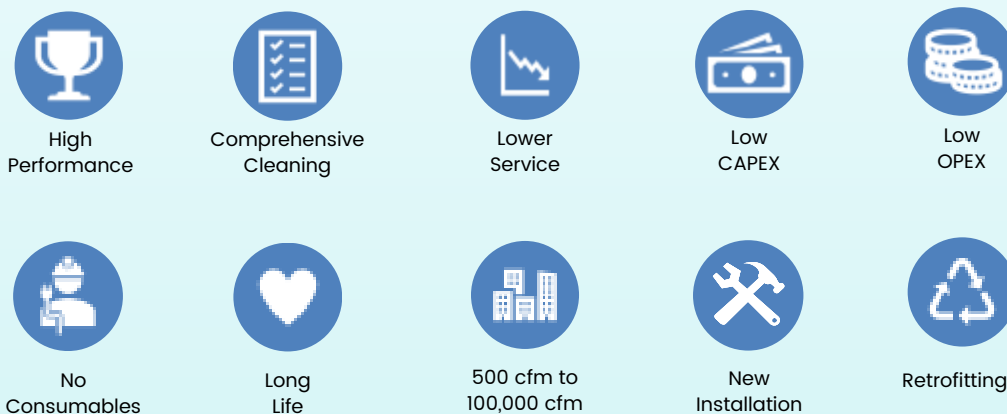 High
Performance
Comprehensive
Cleaning
Lower
Service
Low
CAPEX
Low
OPEX
No
Consumables
Long
Life
500 cfm to
100,000 cfm
New
Installation
Retrofitting